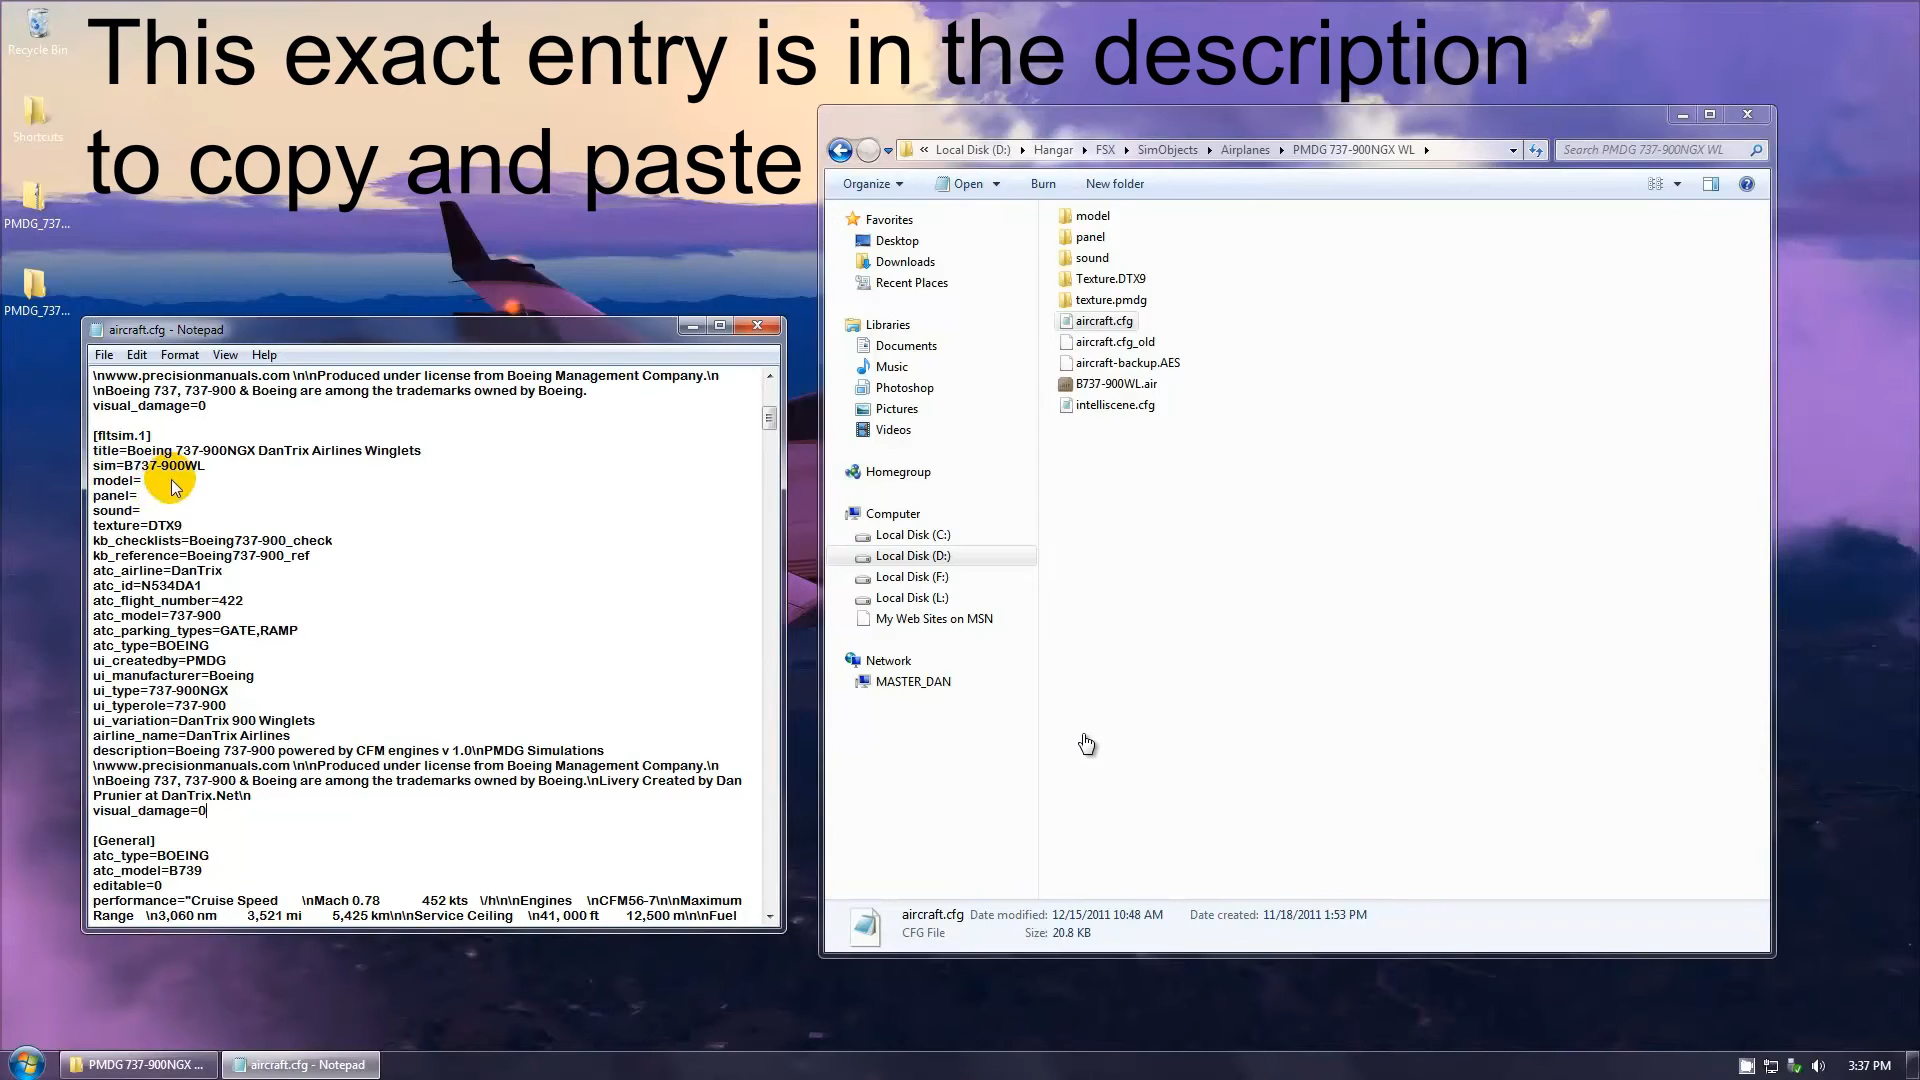 This exact entry is in the description
to copy and paste
Recycle Bin
Shortcuts
PMDG_737...
PMDG_737...
« Local Disk (D:) Hangar FSX SimObjects Airplanes PMDG 737-900NGX WL
Search PMDG 737-900NGX WL
Organize Open Burn New folder
Favorites
Desktop
Downloads
Recent Places
Libraries
Documents
Music
Photoshop
Pictures
Videos
Homegroup
Computer
Local Disk (C:)
Local Disk (D:)
Local Disk (F:)
Local Disk (L:)
My Web Sites on MSN
Network
MASTER_DAN
model
panel
sound
Texture.DTX9
texture.pmdg
aircraft.cfg
aircraft.cfg_old
aircraft-backup.AES
B737-900WL.air
intelliscene.cfg
aircraft.cfg Date modified: 12/15/2011 10:48 AM Date created: 11/18/2011 1:53 PM
CFG File Size: 20.8 KB
aircraft.cfg - Notepad
File Edit Format View Help
\nwww.precisionmanuals.com \n\nProduced under license from Boeing Management Company.\n
\nBoeing 737, 737-900 & Boeing are among the trademarks owned by Boeing.
visual_damage=0
[fltsim.1]
title=Boeing 737-900NGX DanTrix Airlines Winglets
sim=B737-900WL
model=
panel=
sound=
texture=DTX9
kb_checklists=Boeing737-900_check
kb_reference=Boeing737-900_ref
atc_airline=DanTrix
atc_id=N534DA1
atc_flight_number=422
atc_model=737-900
atc_parking_types=GATE,RAMP
atc_type=BOEING
ui_createdby=PMDG
ui_manufacturer=Boeing
ui_type=737-900NGX
ui_typerole=737-900
ui_variation=DanTrix 900 Winglets
airline_name=DanTrix Airlines
description=Boeing 737-900 powered by CFM engines v 1.0\nPMDG Simulations
\nwww.precisionmanuals.com \n\nProduced under license from Boeing Management Company.\n
\nBoeing 737, 737-900 & Boeing are among the trademarks owned by Boeing.\nLivery Created by Dan
Prunier at DanTrix.Net\n
visual_damage=0
[General]
atc_type=BOEING
atc_model=B739
editable=0
performance="Cruise Speed \nMach 0.78 452 kts \/h\n\nEngines \nCFM56-7\n\nMaximum
Range \n3,060 nm 3,521 mi 5,425 km\n\nService Ceiling \n41, 000 ft 12,500 m\n\nFuel
PMDG 737-900NGX ...
aircraft.cfg - Notepad
3:37 PM